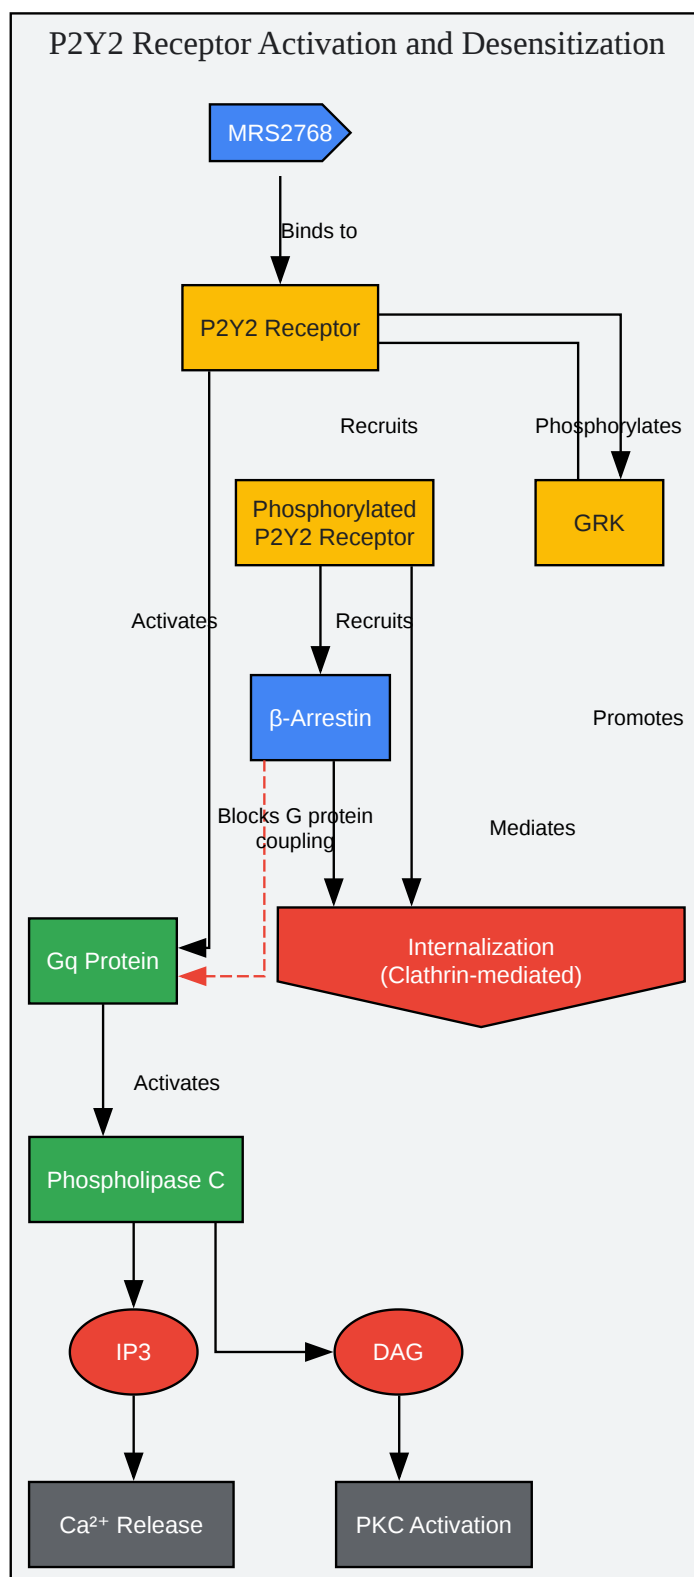 P2Y2 Receptor Activation and Desensitization
MRS2768
Binds to
P2Y2 Receptor
Recruits
Phosphorylates
Phosphorylated
P2Y2 Receptor
GRK
Activates
Recruits
β-Arrestin
Promotes
Blocks G protein
coupling
Mediates
Gq Protein
Internalization
(Clathrin-mediated)
Activates
Phospholipase C
IP3
DAG
Ca²⁺ Release
PKC Activation